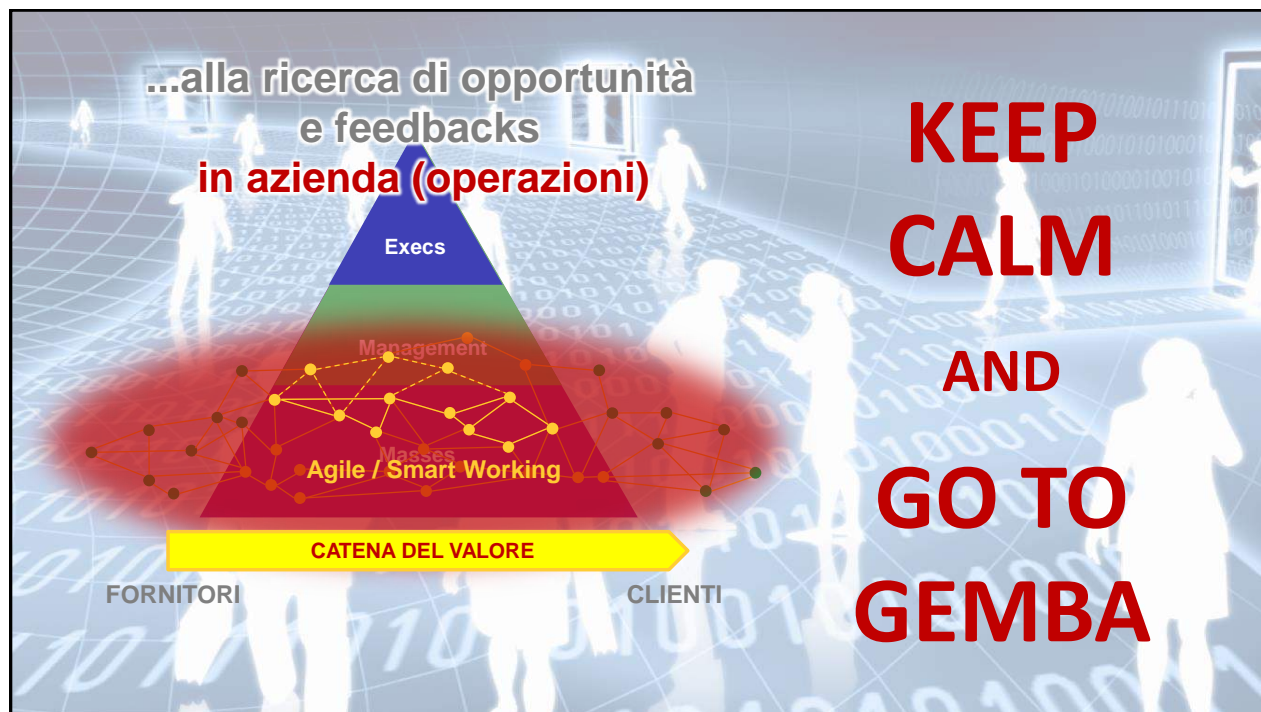 ...alla ricerca di opportunità
e feedbacks
in azienda (operazioni)
Execs
Management
Masses
Agile / Smart Working
CATENA DEL VALORE
FORNITORI
CLIENTI
KEEP
CALM
AND
GO TO
GEMBA